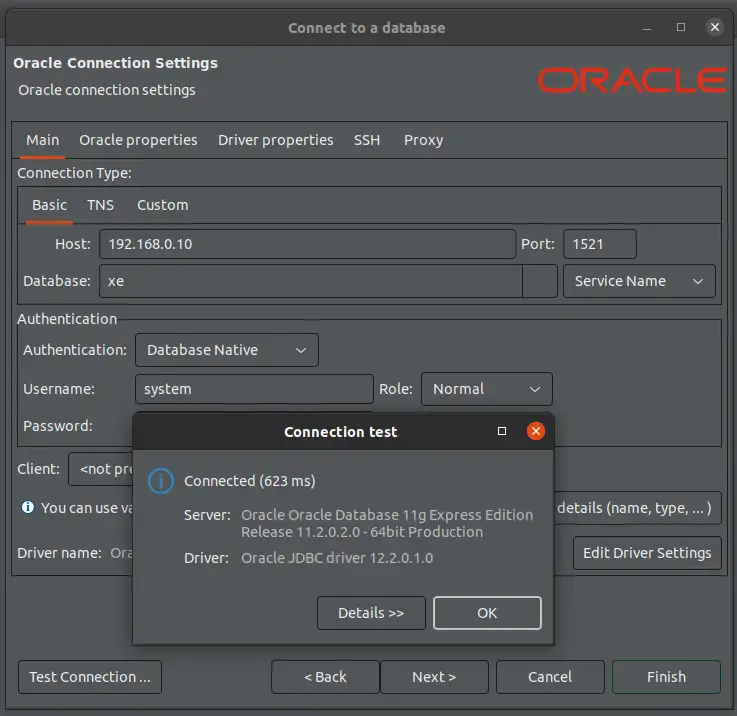 Connect to a database
Oracle Connection Settings
Oracle connection settings
ORACLE
Main Oracle properties Driver properties SSH Proxy
Connection Type:
Basic TNS Custom
Host: 192.168.0.10 Port: 1521
Database: xe Service Name
Authentication
Authentication: Database Native
Username: system Role: Normal
Password:
Connection test
Client: <not pre
Connected (623 ms)
You can use va
details (name, type, ... )
Server: Oracle Oracle Database 11g Express Edition
Release 11.2.0.2.0 - 64bit Production
Driver name: Ora
Driver: Oracle JDBC driver 12.2.0.1.0
Edit Driver Settings
Details >> OK
Test Connection ... < Back Next > Cancel Finish